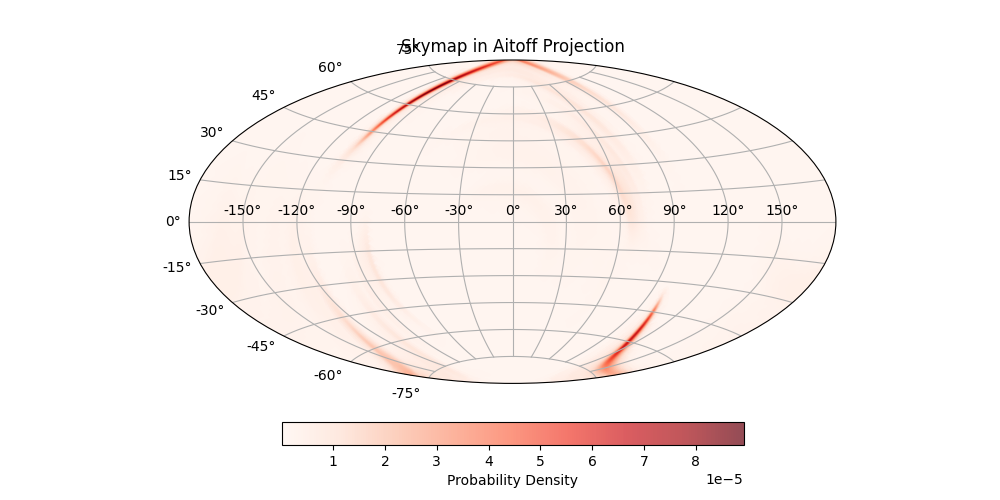 Skymap in Aitoff Projection
75°
60°
45°
30°
15°
-150° -120° -90° -60° -30° 0° 30° 60° 90° 120° 150°
0°
-15°
-30°
-45°
-60°
-75°
1 2 3 4 5 6 7 8
1e−5
Probability Density